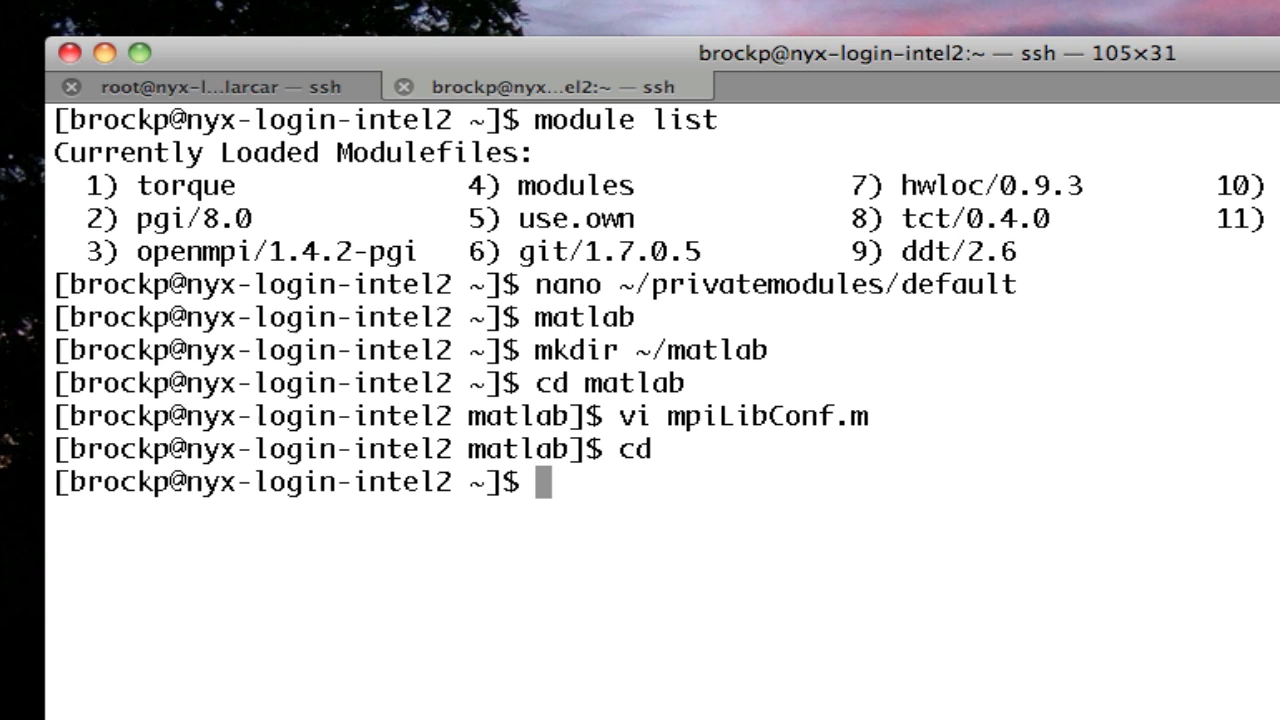 brockp@nyx-login-intel2:~ — ssh — 105×31
root@nyx-l...larcar — ssh brockp@nyx...el2:~ — ssh
[brockp@nyx-login-intel2 ~]$ module list
Currently Loaded Modulefiles:
1) torque 4) modules 7) hwloc/0.9.3 10)
2) pgi/8.0 5) use.own 8) tct/0.4.0 11)
3) openmpi/1.4.2-pgi 6) git/1.7.0.5 9) ddt/2.6
[brockp@nyx-login-intel2 ~]$ nano ~/privatemodules/default
[brockp@nyx-login-intel2 ~]$ matlab
[brockp@nyx-login-intel2 ~]$ mkdir ~/matlab
[brockp@nyx-login-intel2 ~]$ cd matlab
[brockp@nyx-login-intel2 matlab]$ vi mpiLibConf.m
[brockp@nyx-login-intel2 matlab]$ cd
[brockp@nyx-login-intel2 ~]$